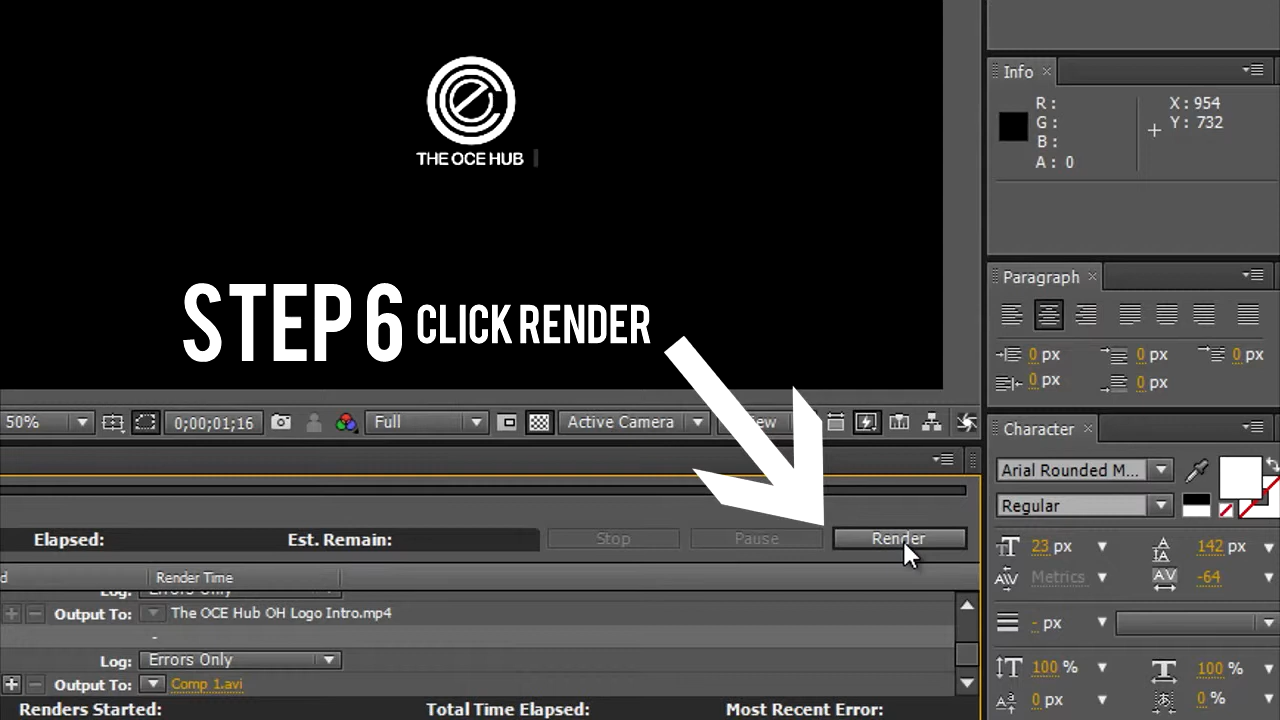 Info
R :
X : 954
G :
Y : 732
B :
A : 0
THE OCE HUB
Paragraph
STEP 6 CLICK RENDER
0 px
0 px
0 px
0 px
0 px
50%
0;00;01;16
Full
Active Camera
Character
Arial Rounded M...
Regular
Elapsed:
Est. Remain:
Stop
Pause
Render
23 px
142 px
Metrics
-64
Render Time
Log:
Errors Only
Output To:
The OCE Hub OH Logo Intro.mp4
-
- px
Log:
Errors Only
Output To:
Comp 1.avi
100 %
100 %
0 px
0 %
Renders Started:
Total Time Elapsed:
Most Recent Error: